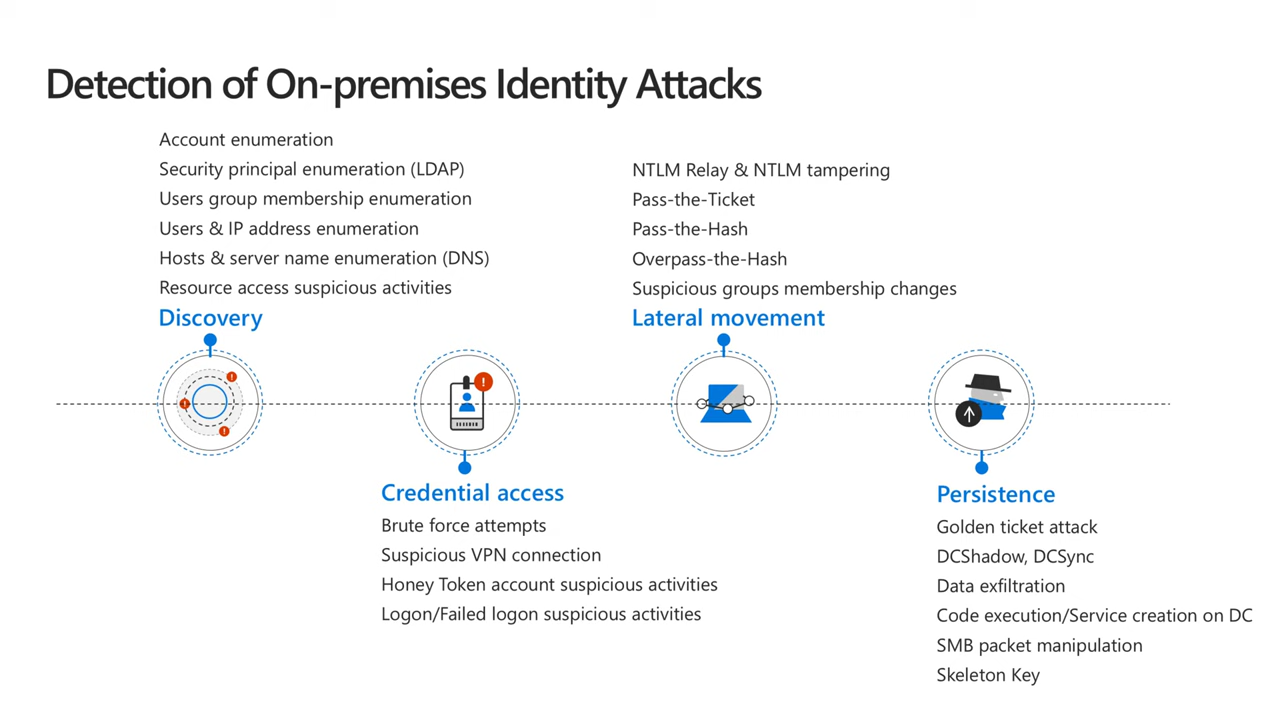 Detection of On-premises Identity Attacks
Account enumeration
Security principal enumeration (LDAP)
Users group membership enumeration
Users & IP address enumeration
Hosts & server name enumeration (DNS)
Resource access suspicious activities
Discovery
NTLM Relay & NTLM tampering
Pass-the-Ticket
Pass-the-Hash
Overpass-the-Hash
Suspicious groups membership changes
Lateral movement
Credential access
Brute force attempts
Suspicious VPN connection
Honey Token account suspicious activities
Logon/Failed logon suspicious activities
Persistence
Golden ticket attack
DCShadow, DCSync
Data exfiltration
Code execution/Service creation on DC
SMB packet manipulation
Skeleton Key